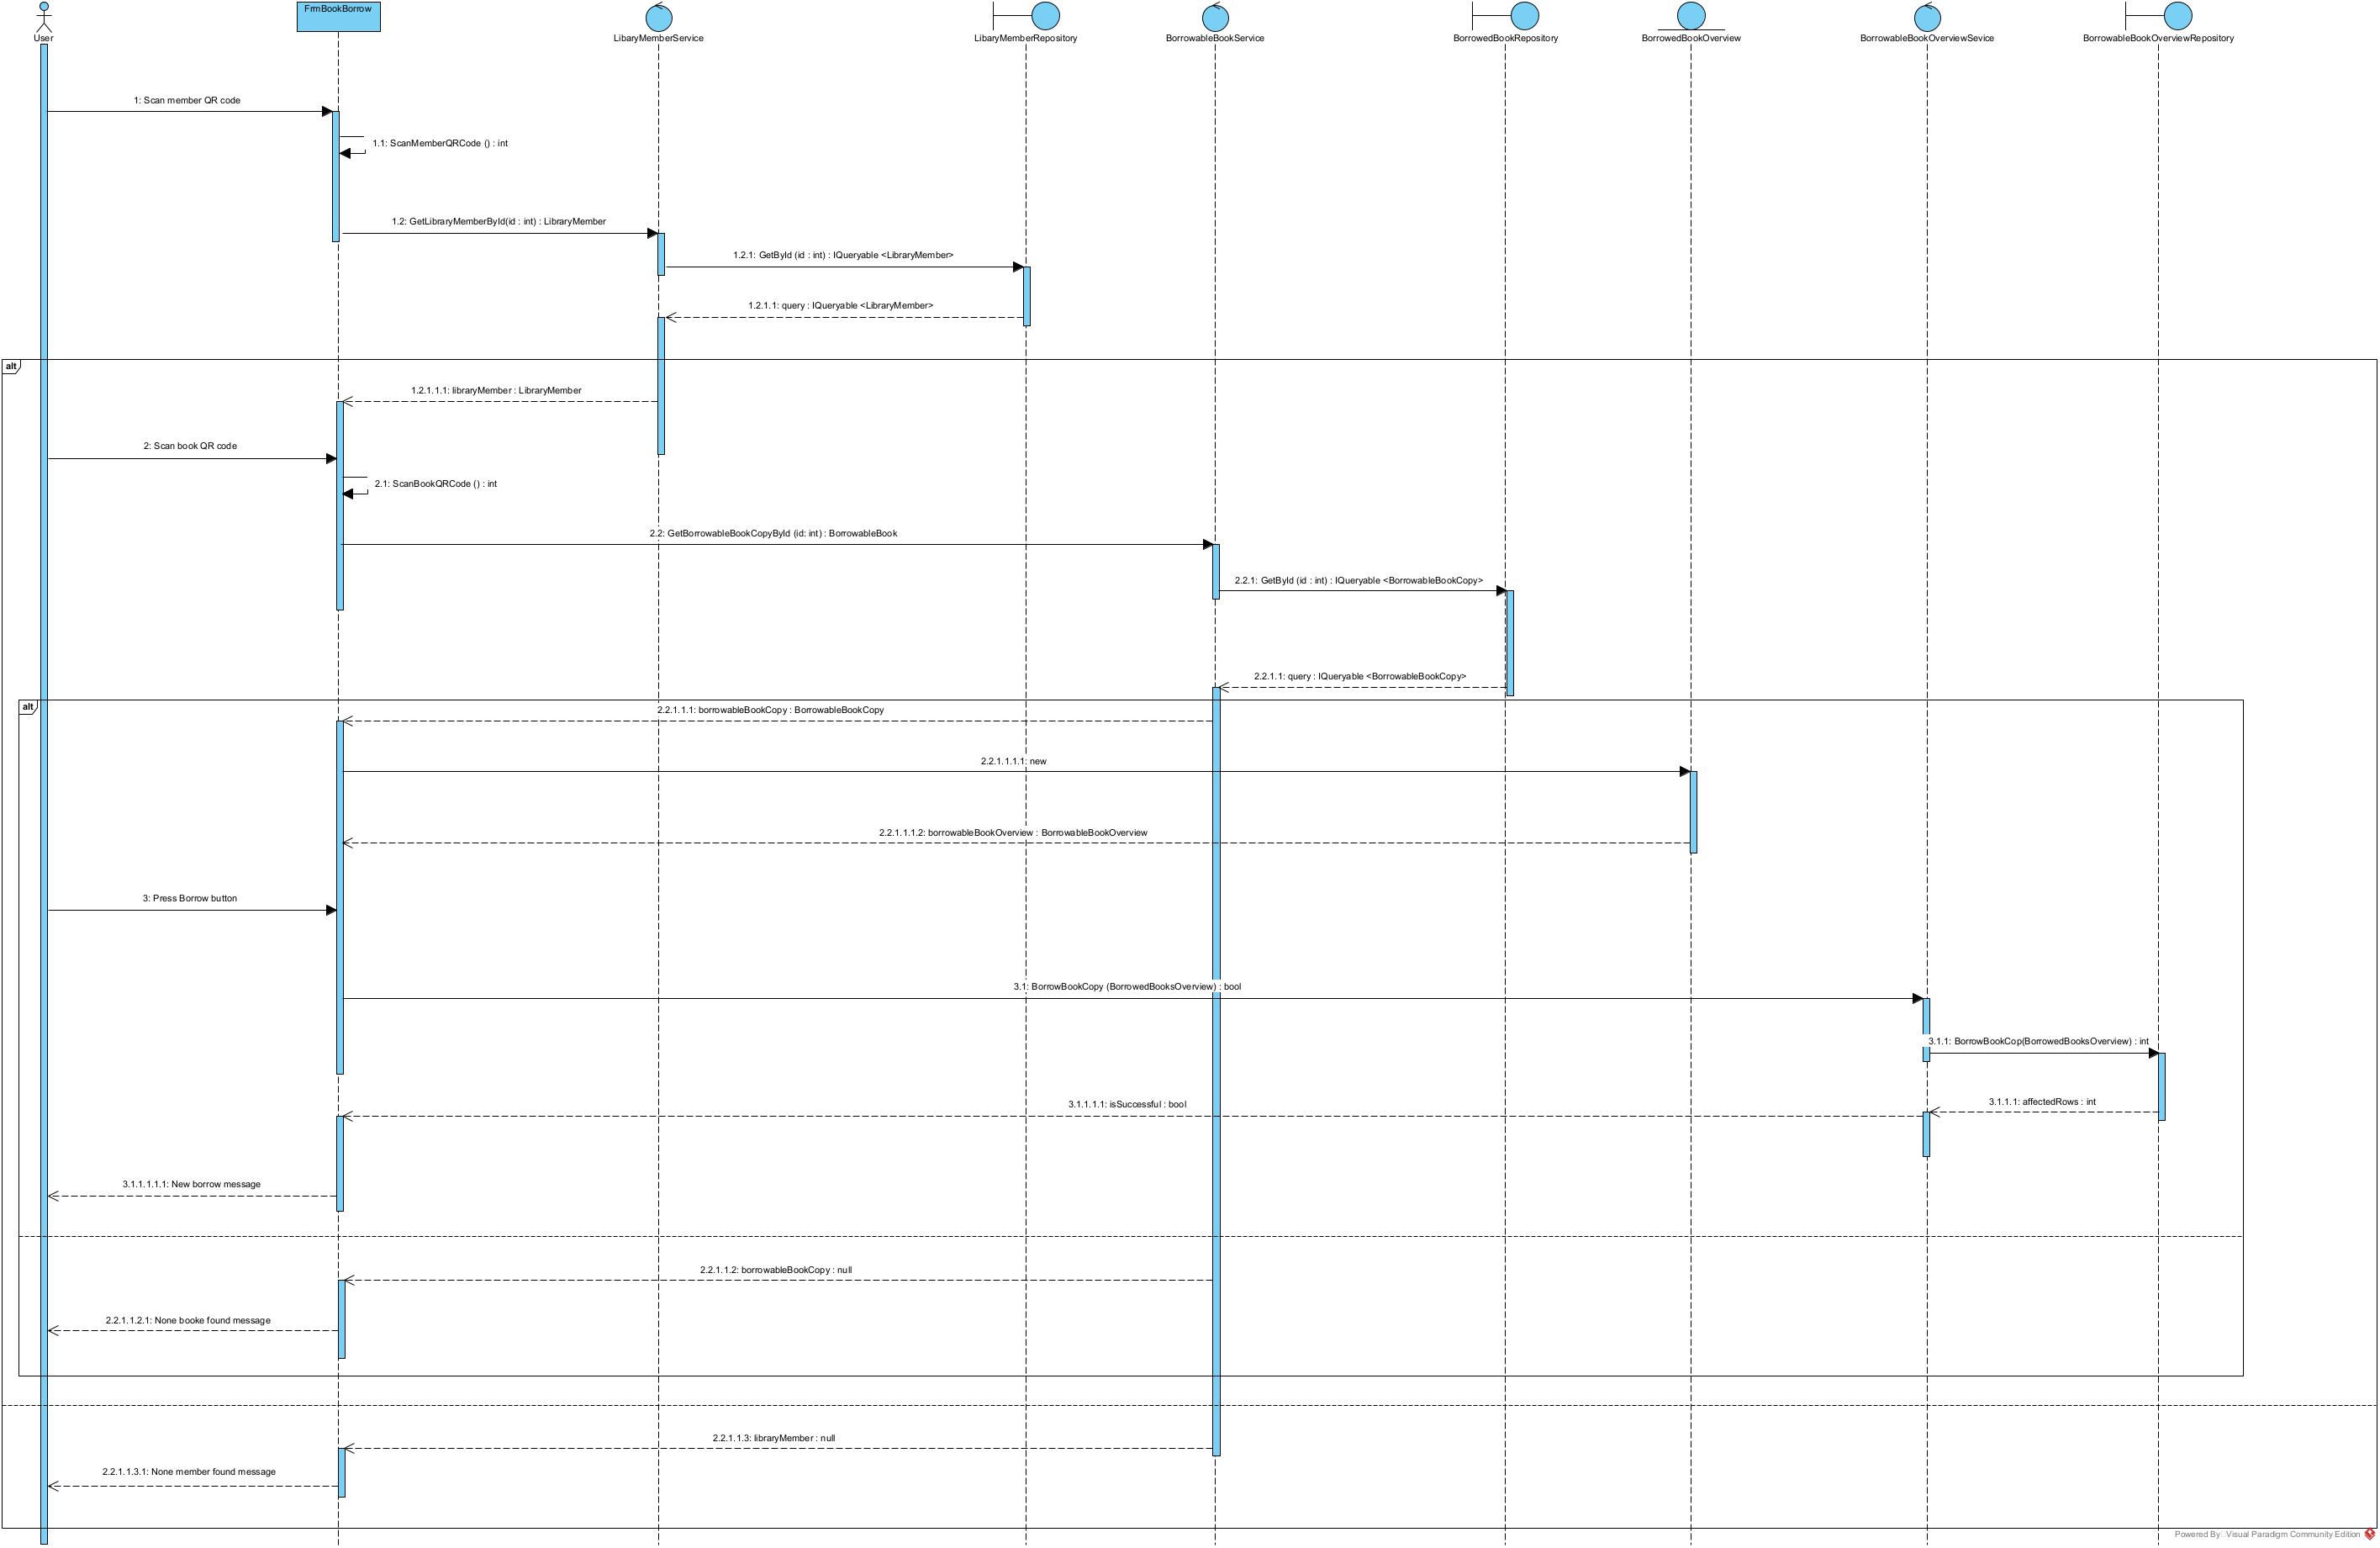 User
FrmBookBorrow
LibaryMemberService
LibaryMemberRepository
BorrowableBookService
BorrowedBookRepository
BorrowedBookOverview
BorrowableBookOverviewSevice
BorrowableBookOverviewRepository
1: Scan member QR code
1.1: ScanMemberQRCode () : int
1.2: GetLibraryMemberById(id : int) : LibraryMember
1.2.1: GetById (id : int) : IQueryable <LibraryMember>
1.2.1.1: query : IQueryable <LibraryMember>
alt
1.2.1.1.1: libraryMember : LibraryMember
2: Scan book QR code
2.1: ScanBookQRCode () : int
2.2: GetBorrowableBookCopyById (id: int) : BorrowableBook
2.2.1: GetById (id : int) : IQueryable <BorrowableBookCopy>
2.2.1.1: query : IQueryable <BorrowableBookCopy>
alt
2.2.1.1.1: borrowableBookCopy : BorrowableBookCopy
2.2.1.1.1.1: new
2.2.1.1.1.2: borrowableBookOverview : BorrowableBookOverview
3: Press Borrow button
3.1: BorrowBookCopy (BorrowedBooksOverview) : bool
3.1.1: BorrowBookCop(BorrowedBooksOverview) : int
3.1.1.1: affectedRows : int
3.1.1.1.1: isSuccessful : bool
3.1.1.1.1.1: New borrow message
2.2.1.1.2: borrowableBookCopy : null
2.2.1.1.2.1: None booke found message
2.2.1.1.3: libraryMember : null
2.2.1.1.3.1: None member found message
Powered By Visual Paradigm Community Edition